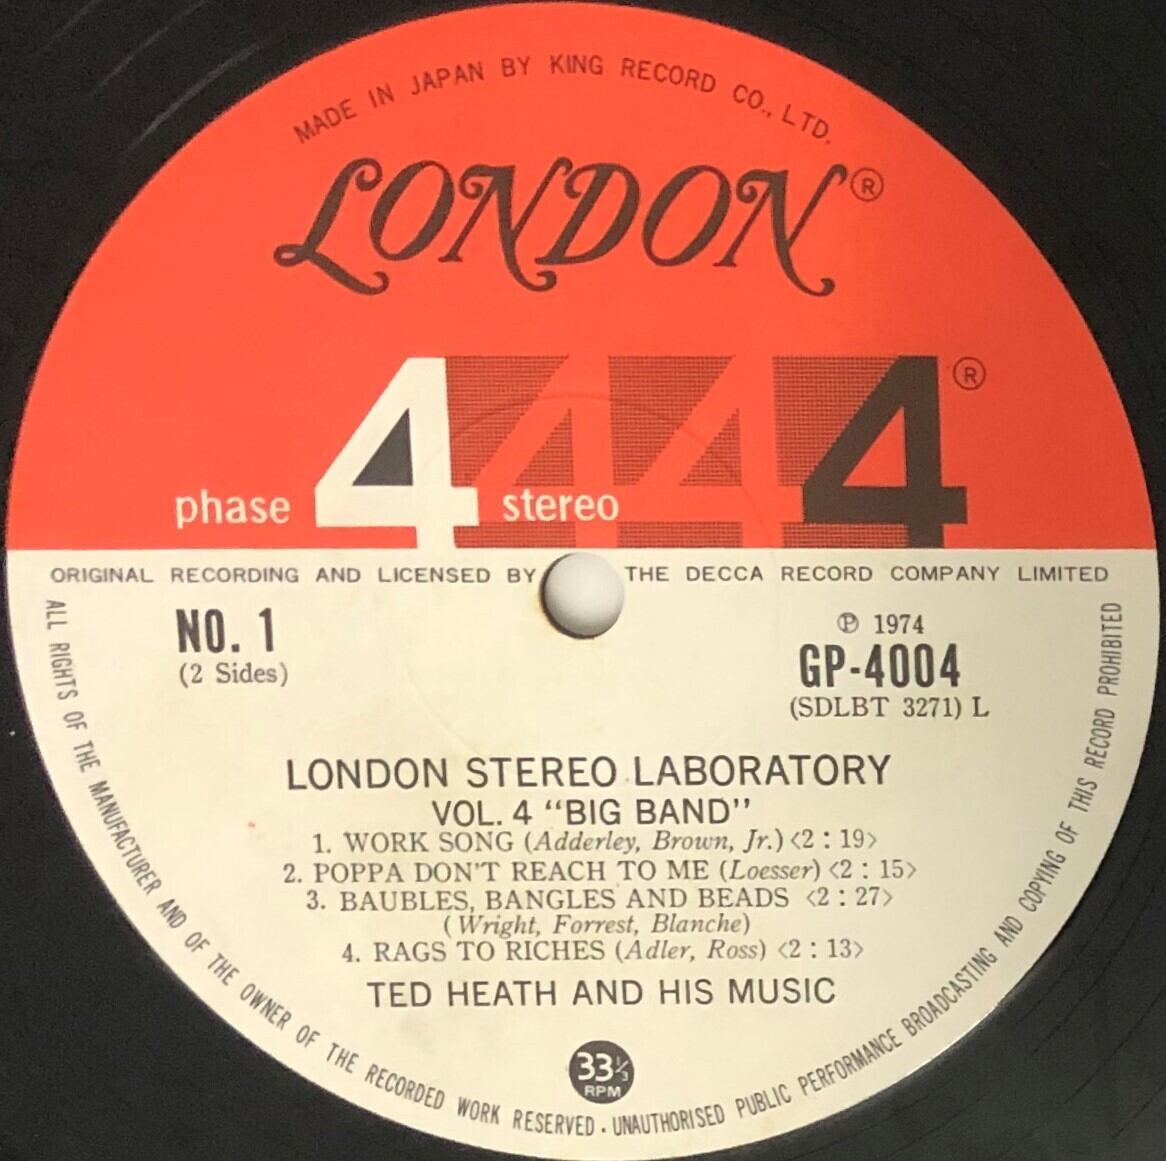 MADE IN JAPAN BY KING RECORD CO., LTD.
LONDON®
phase 4 stereo 4 4 4 ®
ORIGINAL RECORDING AND LICENSED BY THE DECCA RECORD COMPANY LIMITED
NO. 1
(2 Sides)
℗ 1974
GP-4004
(SDLBT 3271) L
LONDON STEREO LABORATORY
VOL. 4 "BIG BAND"
1. WORK SONG (Adderley, Brown, Jr.) <2 : 19>
2. POPPA DON'T REACH TO ME (Loesser) <2 : 15>
3. BAUBLES, BANGLES AND BEADS <2 : 27>
(Wright, Forrest, Blanche)
4. RAGS TO RICHES (Adler, Ross) <2 : 13>
TED HEATH AND HIS MUSIC
33⅓
RPM
ALL RIGHTS OF THE MANUFACTURER AND OF THE OWNER OF THE RECORDED WORK RESERVED · UNAUTHORISED PUBLIC PERFORMANCE BROADCASTING AND COPYING OF THIS RECORD PROHIBITED